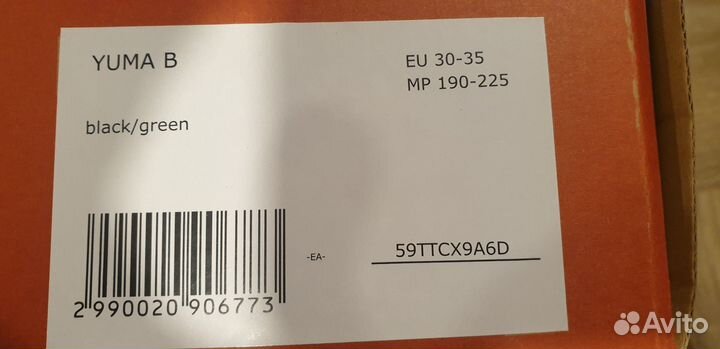 YUMA B
EU 30-35
MP 190-225
black/green
-EA-
59TTCX9A6D
2 990020 906773
Avito